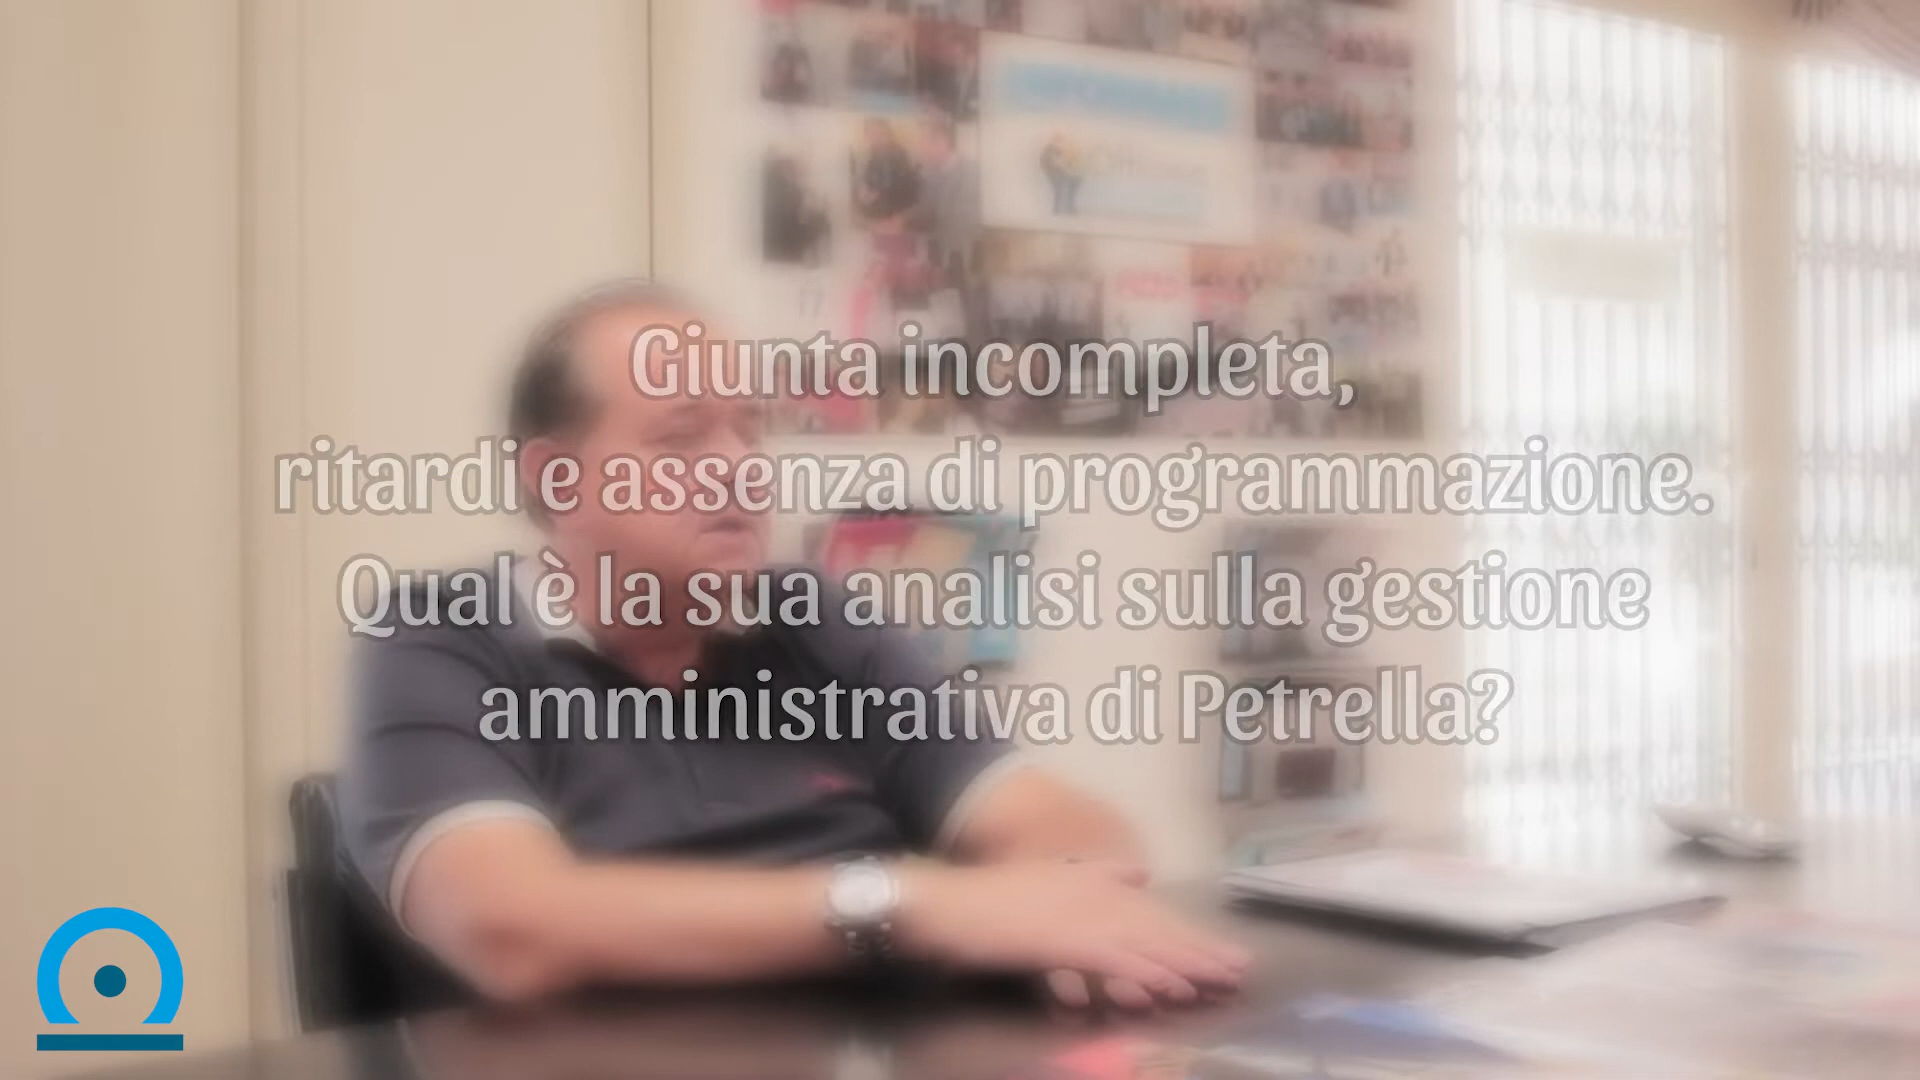 Giunta incompleta,
ritardi e assenza di programmazione.
Qual è la sua analisi sulla gestione
amministrativa di Petrella?